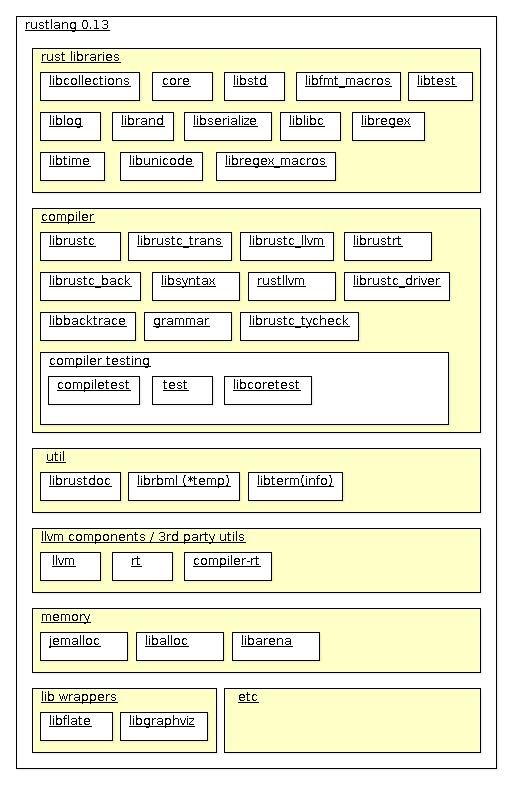 rustlang 0.13
rust libraries
libcollections core libstd libfmt_macros libtest
liblog librand libserialize liblibc libregex
libtime libunicode libregex_macros
compiler
librustc librustc_trans librustc_llvm librustrt
librustc_back libsyntax rustllvm librustc_driver
libbacktrace grammar librustc_tycheck
compiler testing
compiletest test libcoretest
util
librustdoc librbml (*temp) libterm(info)
llvm components / 3rd party utils
llvm rt compiler-rt
memory
jemalloc liballoc libarena
lib wrappers etc
libflate libgraphviz